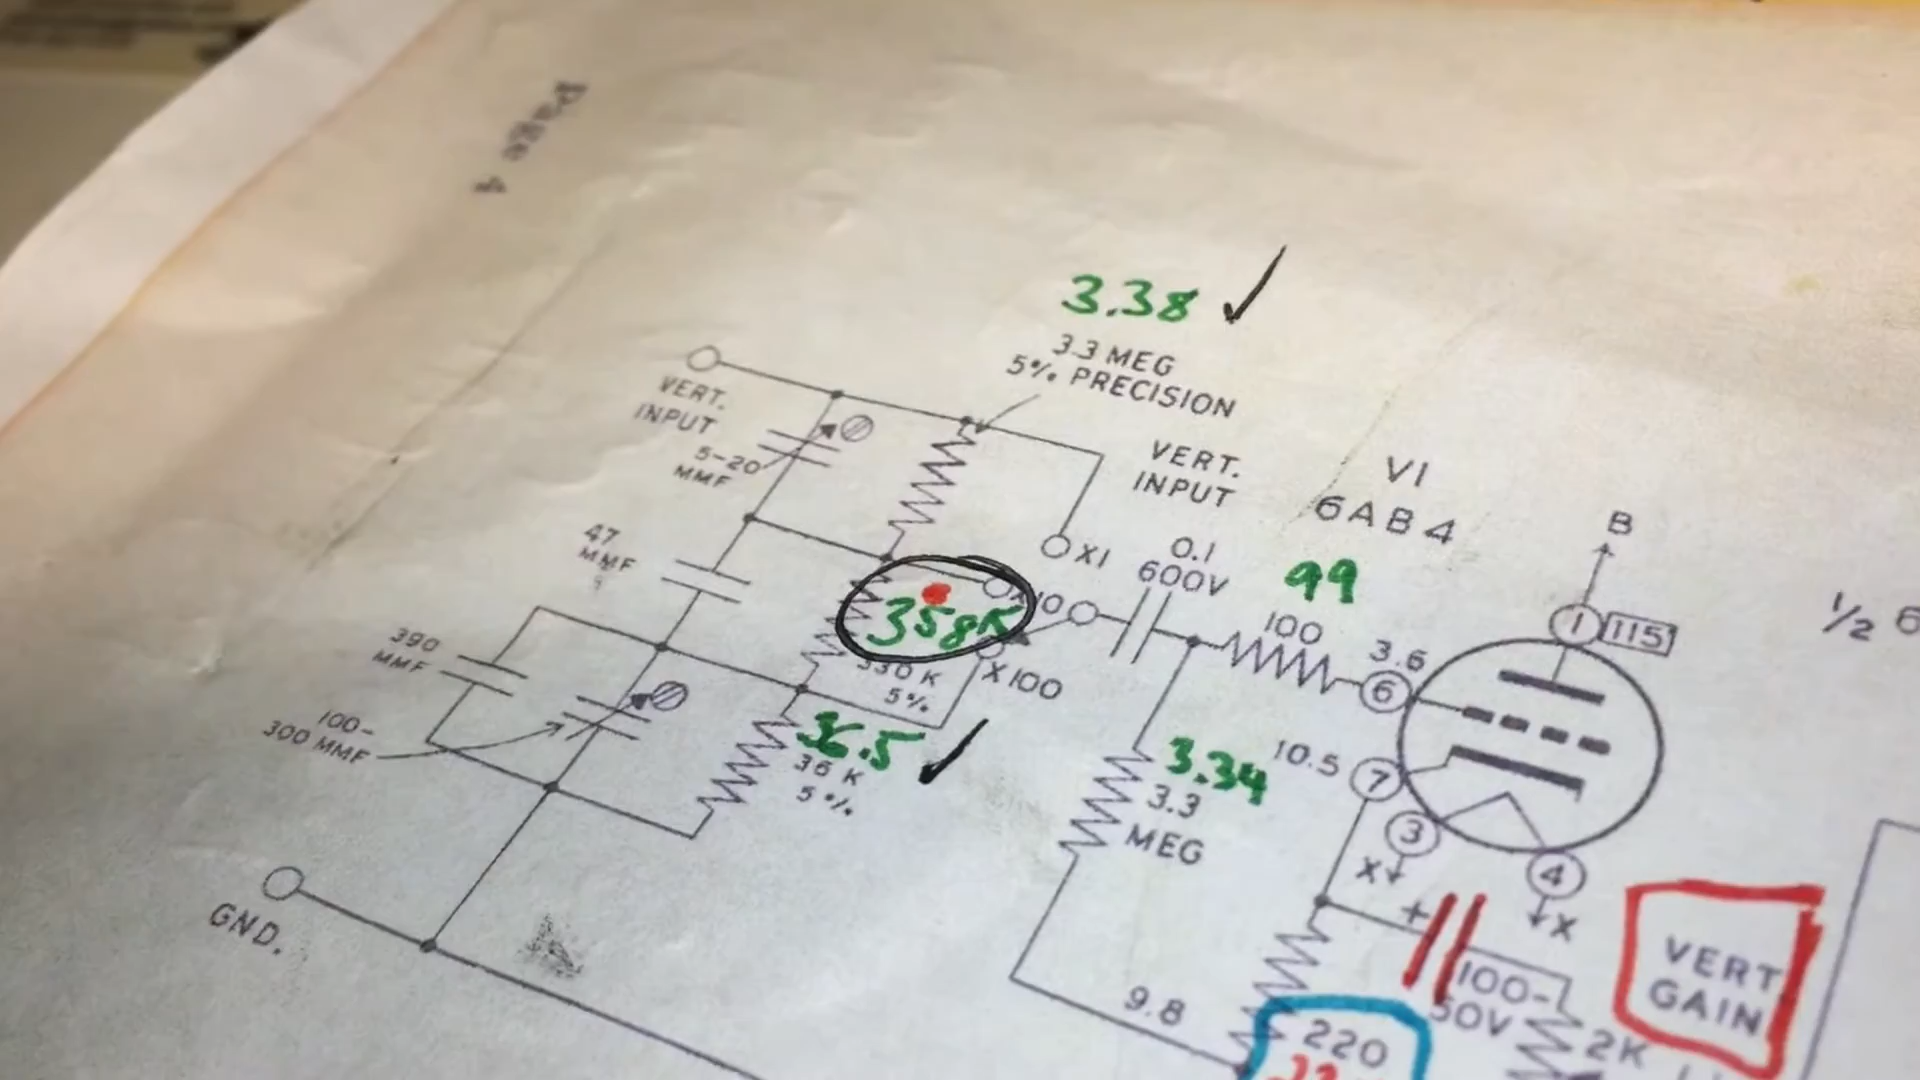 Page 4
3.38 ✓
3.3 MEG
5% PRECISION
VERT.
INPUT
5-20
MMF
VERT.
INPUT
V1
6AB4
B
X1
0.1
600V
99
100
3.6
6
1
115
1/2 6
47
MMF
358K
X10
330 K
5%
X100
390
MMF
100-
300 MMF
36.5 ✓
36 K
5%
3.34
3.3
MEG
10.5
7
3
X
4
X
GND.
9.8
+
100-
50V
220
2K
VERT
GAIN